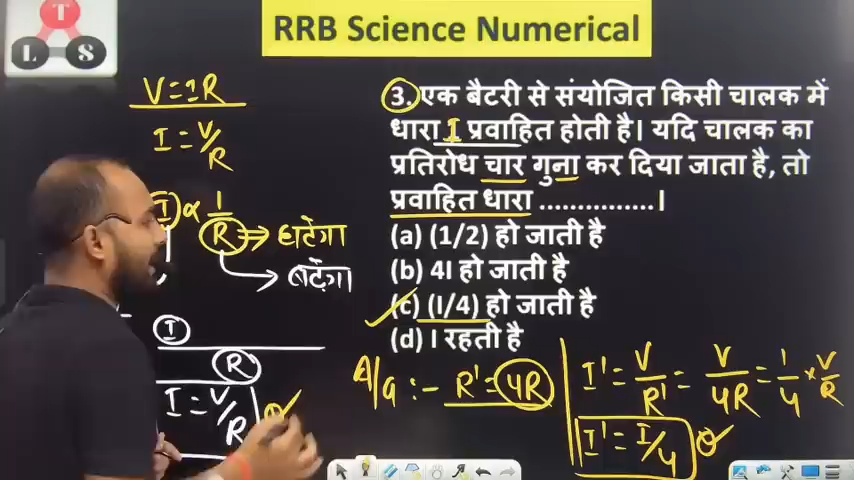 T
L S
RRB Science Numerical
V=IR
I = V/R
I ∝ 1/R ⇒ घटेगा
→ बढ़ेगा
I
R
I = V/R
3. एक बैटरी से संयोजित किसी चालक में
धारा I प्रवाहित होती है। यदि चालक का
प्रतिरोध चार गुना कर दिया जाता है, तो
प्रवाहित धारा ...............।
(a) (1/2) हो जाती है
(b) 4I हो जाती है
(c) (I/4) हो जाती है
(d) I रहती है
A/q :- R' = 4R
I' = V/R' = V/4R = 1/4 × V/R
I' = I/4